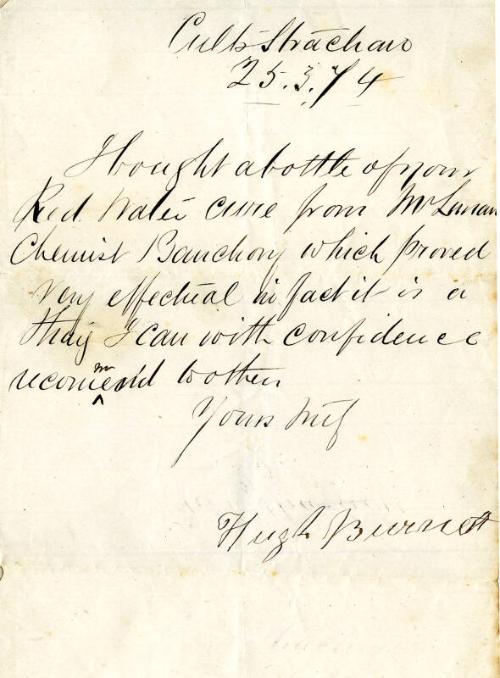 Cults Strachan
25.3.74
I bought a bottle of your
Red Water cure from Mr
Chemist Banchory which proved
very effectual in fact it is a
thing I can with confidence
recommend to others
Yours
Hugh Burnett